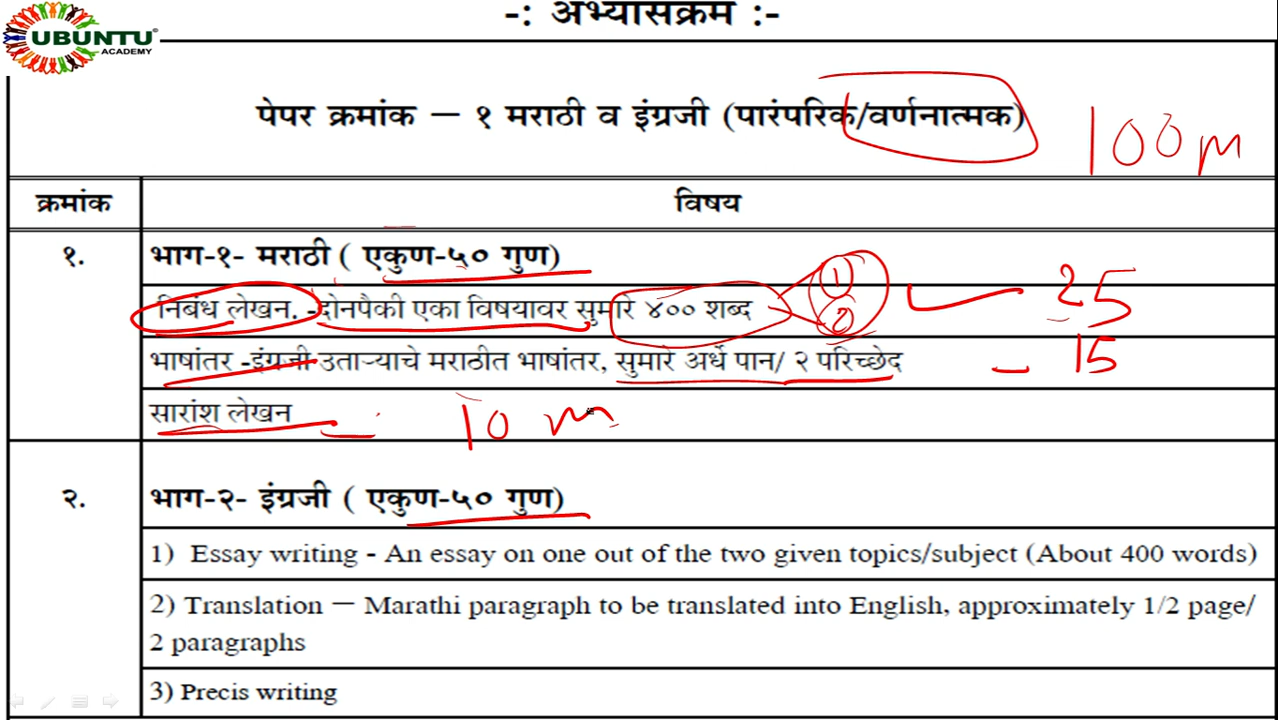 UBUNTU
ACADEMY
-: अभ्यासक्रम :-
पेपर क्रमांक – १ मराठी व इंग्रजी (पारंपरिक/वर्णनात्मक)
100 m
क्रमांक विषय
१. भाग-१- मराठी ( एकुण-५० गुण)
निबंध लेखन. -दोनपैकी एका विषयावर सुमारे ४०० शब्द 1 2 25
भाषांतर -इंग्रजी उताऱ्याचे मराठीत भाषांतर, सुमारे अर्धे पान/ २ परिच्छेद - 15
सारांश लेखन - 10 m
२. भाग-२- इंग्रजी ( एकुण-५० गुण)
1) Essay writing - An essay on one out of the two given topics/subject (About 400 words)
2) Translation – Marathi paragraph to be translated into English, approximately 1/2 page/
2 paragraphs
3) Precis writing